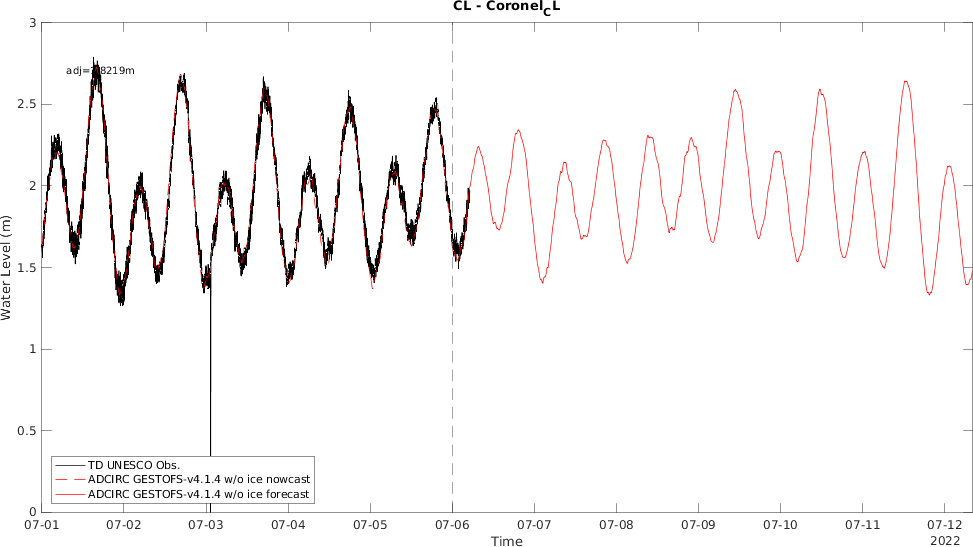 CL - Coronel_CL
3
2.5
2
1.5
1
0.5
0
Water Level (m)
TD UNESCO Obs.
ADCIRC GESTOFS-v4.1.4 w/o ice nowcast
ADCIRC GESTOFS-v4.1.4 w/o ice forecast
07-01 07-02 07-03 07-04 07-05 07-06 07-07 07-08 07-09 07-10 07-11 07-12
Time
2022